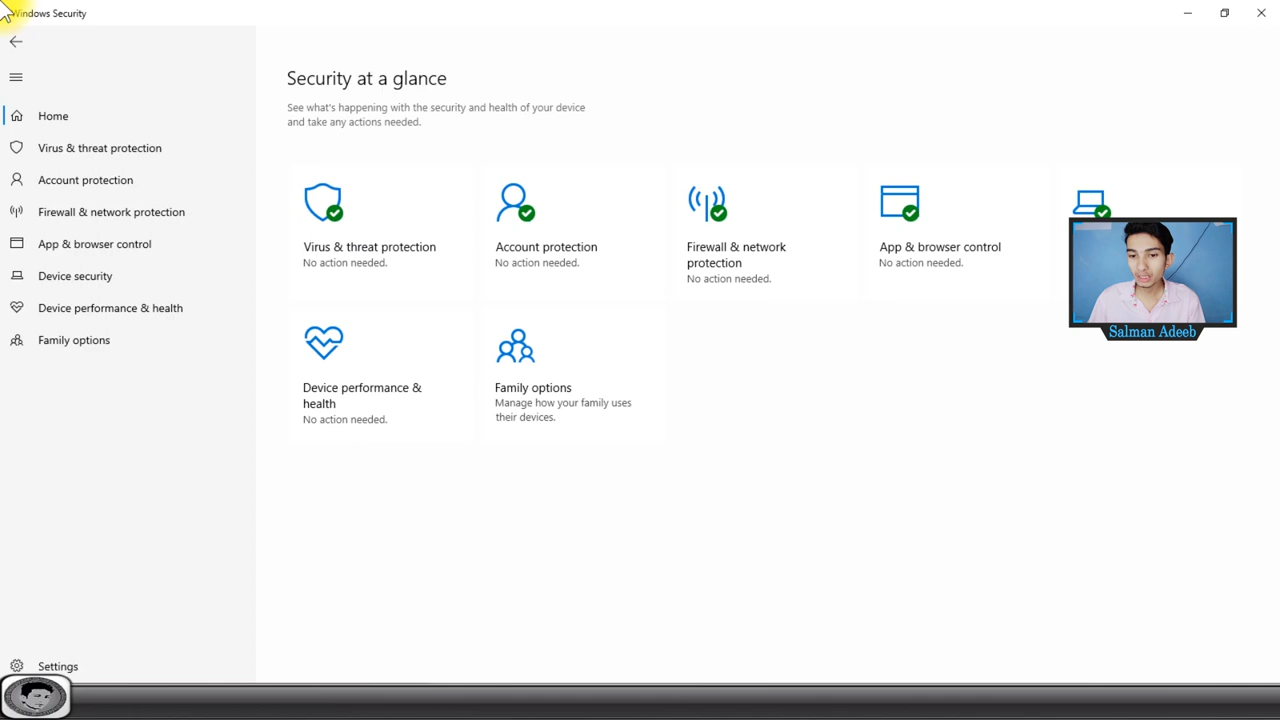 Windows Security
Home
Virus & threat protection
Account protection
Firewall & network protection
App & browser control
Device security
Device performance & health
Family options
Settings
Security at a glance
See what's happening with the security and health of your device
and take any actions needed.
Virus & threat protection
No action needed.
Account protection
No action needed.
Firewall & network
protection
No action needed.
App & browser control
No action needed.
Salman Adeeb
Device performance &
health
No action needed.
Family options
Manage how your family uses
their devices.